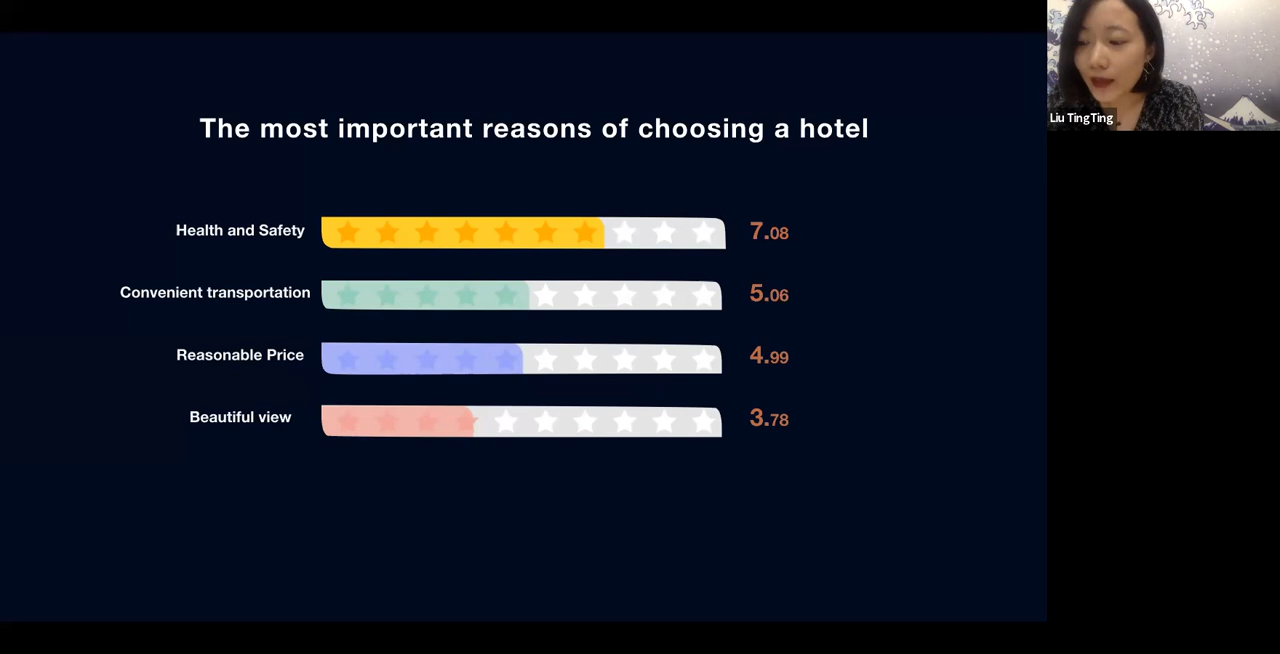 The most important reasons of choosing a hotel
Health and Safety 7.08
Convenient transportation 5.06
Reasonable Price 4.99
Beautiful view 3.78
Liu TingTing